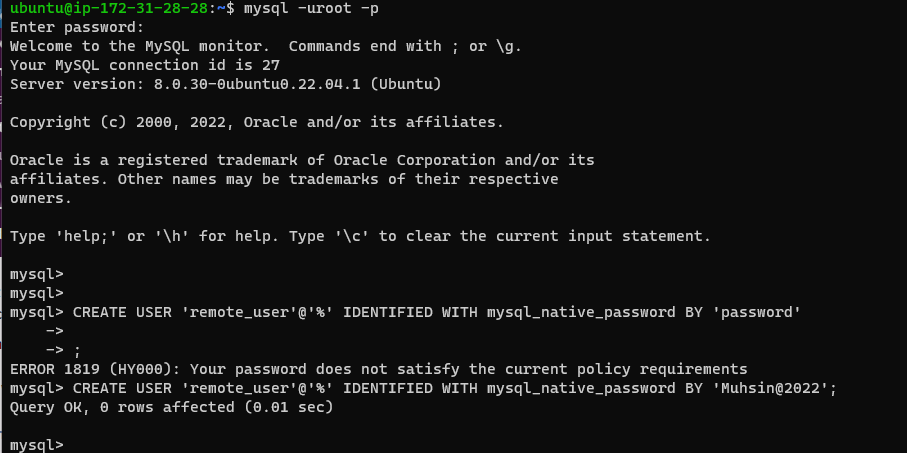 ubuntu@ip-172-31-28-28:~$ mysql -uroot -p
Enter password:
Welcome to the MySQL monitor.  Commands end with ; or \g.
Your MySQL connection id is 27
Server version: 8.0.30-0ubuntu0.22.04.1 (Ubuntu)

Copyright (c) 2000, 2022, Oracle and/or its affiliates.

Oracle is a registered trademark of Oracle Corporation and/or its
affiliates. Other names may be trademarks of their respective
owners.

Type 'help;' or '\h' for help. Type '\c' to clear the current input statement.

mysql>
mysql>
mysql> CREATE USER 'remote_user'@'%' IDENTIFIED WITH mysql_native_password BY 'password'
    ->
    -> ;
ERROR 1819 (HY000): Your password does not satisfy the current policy requirements
mysql> CREATE USER 'remote_user'@'%' IDENTIFIED WITH mysql_native_password BY 'Muhsin@2022';
Query OK, 0 rows affected (0.01 sec)

mysql>